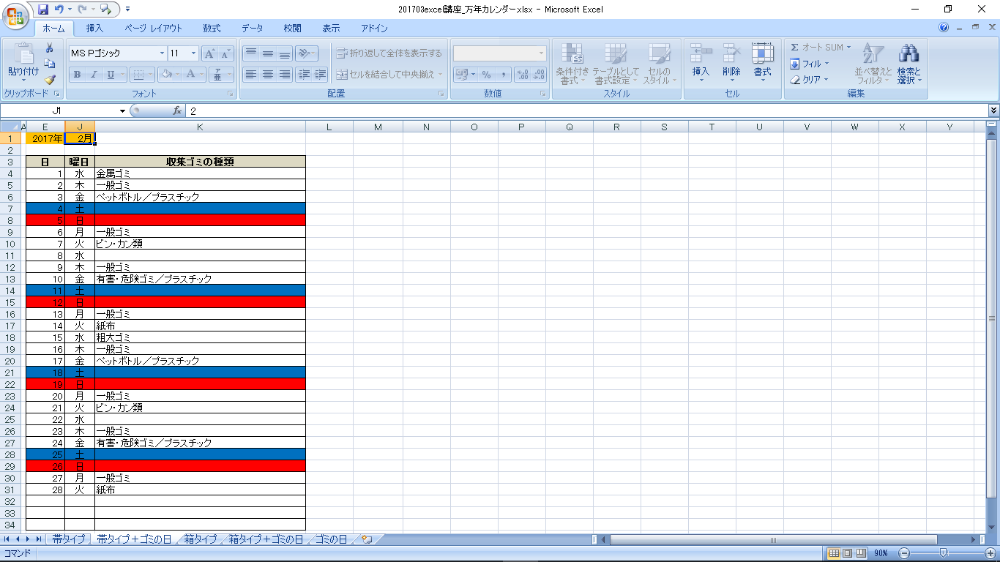 201703excel講座_万年カレンダー.xlsx - Microsoft Excel
ホーム 挿入 ページ レイアウト 数式 データ 校閲 表示 アドイン
MS Pゴシック 11 折り返して全体を表示する Σ オート SUM
貼り付け B I U セルを結合して中央揃え % , 条件付き書式 テーブルとして書式設定 セルのスタイル 挿入 削除 書式 フィル クリア 並べ替えとフィルタ 検索と選択
クリップボード フォント 配置 数値 スタイル セル 編集
J1 fx 2
A E J K L M N O P Q R S T U V W X Y
1 2017年 2月
2
3 日 曜日 収集ゴミの種類
4 1 水 金属ゴミ
5 2 木 一般ゴミ
6 3 金 ペットボトル／プラスチック
7 4 土
8 5 日
9 6 月 一般ゴミ
10 7 火 ビン・カン類
11 8 水
12 9 木 一般ゴミ
13 10 金 有害・危険ゴミ／プラスチック
14 11 土
15 12 日
16 13 月 一般ゴミ
17 14 火 紙布
18 15 水 粗大ゴミ
19 16 木 一般ゴミ
20 17 金 ペットボトル／プラスチック
21 18 土
22 19 日
23 20 月 一般ゴミ
24 21 火 ビン・カン類
25 22 水
26 23 木 一般ゴミ
27 24 金 有害・危険ゴミ／プラスチック
28 25 土
29 26 日
30 27 月 一般ゴミ
31 28 火 紙布
32
33
34
帯タイプ 帯タイプ＋ゴミの日 箱タイプ 箱タイプ＋ゴミの日 ゴミの日
コマンド 90%